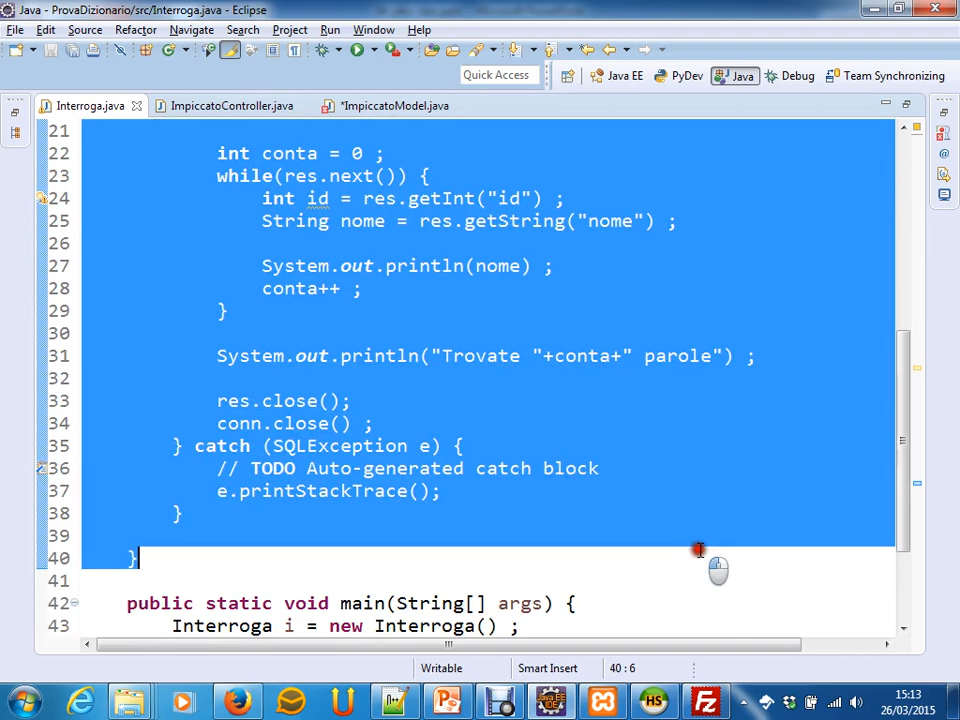 Java - ProvaDizionario/src/Interroga.java - Eclipse
File Edit Source Refactor Navigate Search Project Run Window Help
Quick Access Java EE PyDev Java Debug Team Synchronizing
Interroga.java ImpiccatoController.java *ImpiccatoModel.java
21
22 int conta = 0 ;
23 while(res.next()) {
24 int id = res.getInt("id") ;
25 String nome = res.getString("nome") ;
26
27 System.out.println(nome) ;
28 conta++ ;
29 }
30
31 System.out.println("Trovate "+conta+" parole") ;
32
33 res.close();
34 conn.close() ;
35 } catch (SQLException e) {
36 // TODO Auto-generated catch block
37 e.printStackTrace();
38 }
39
40 }
41
42 public static void main(String[] args) {
43 Interroga i = new Interroga() ;
Writable Smart Insert 40 : 6
15:13
26/03/2015